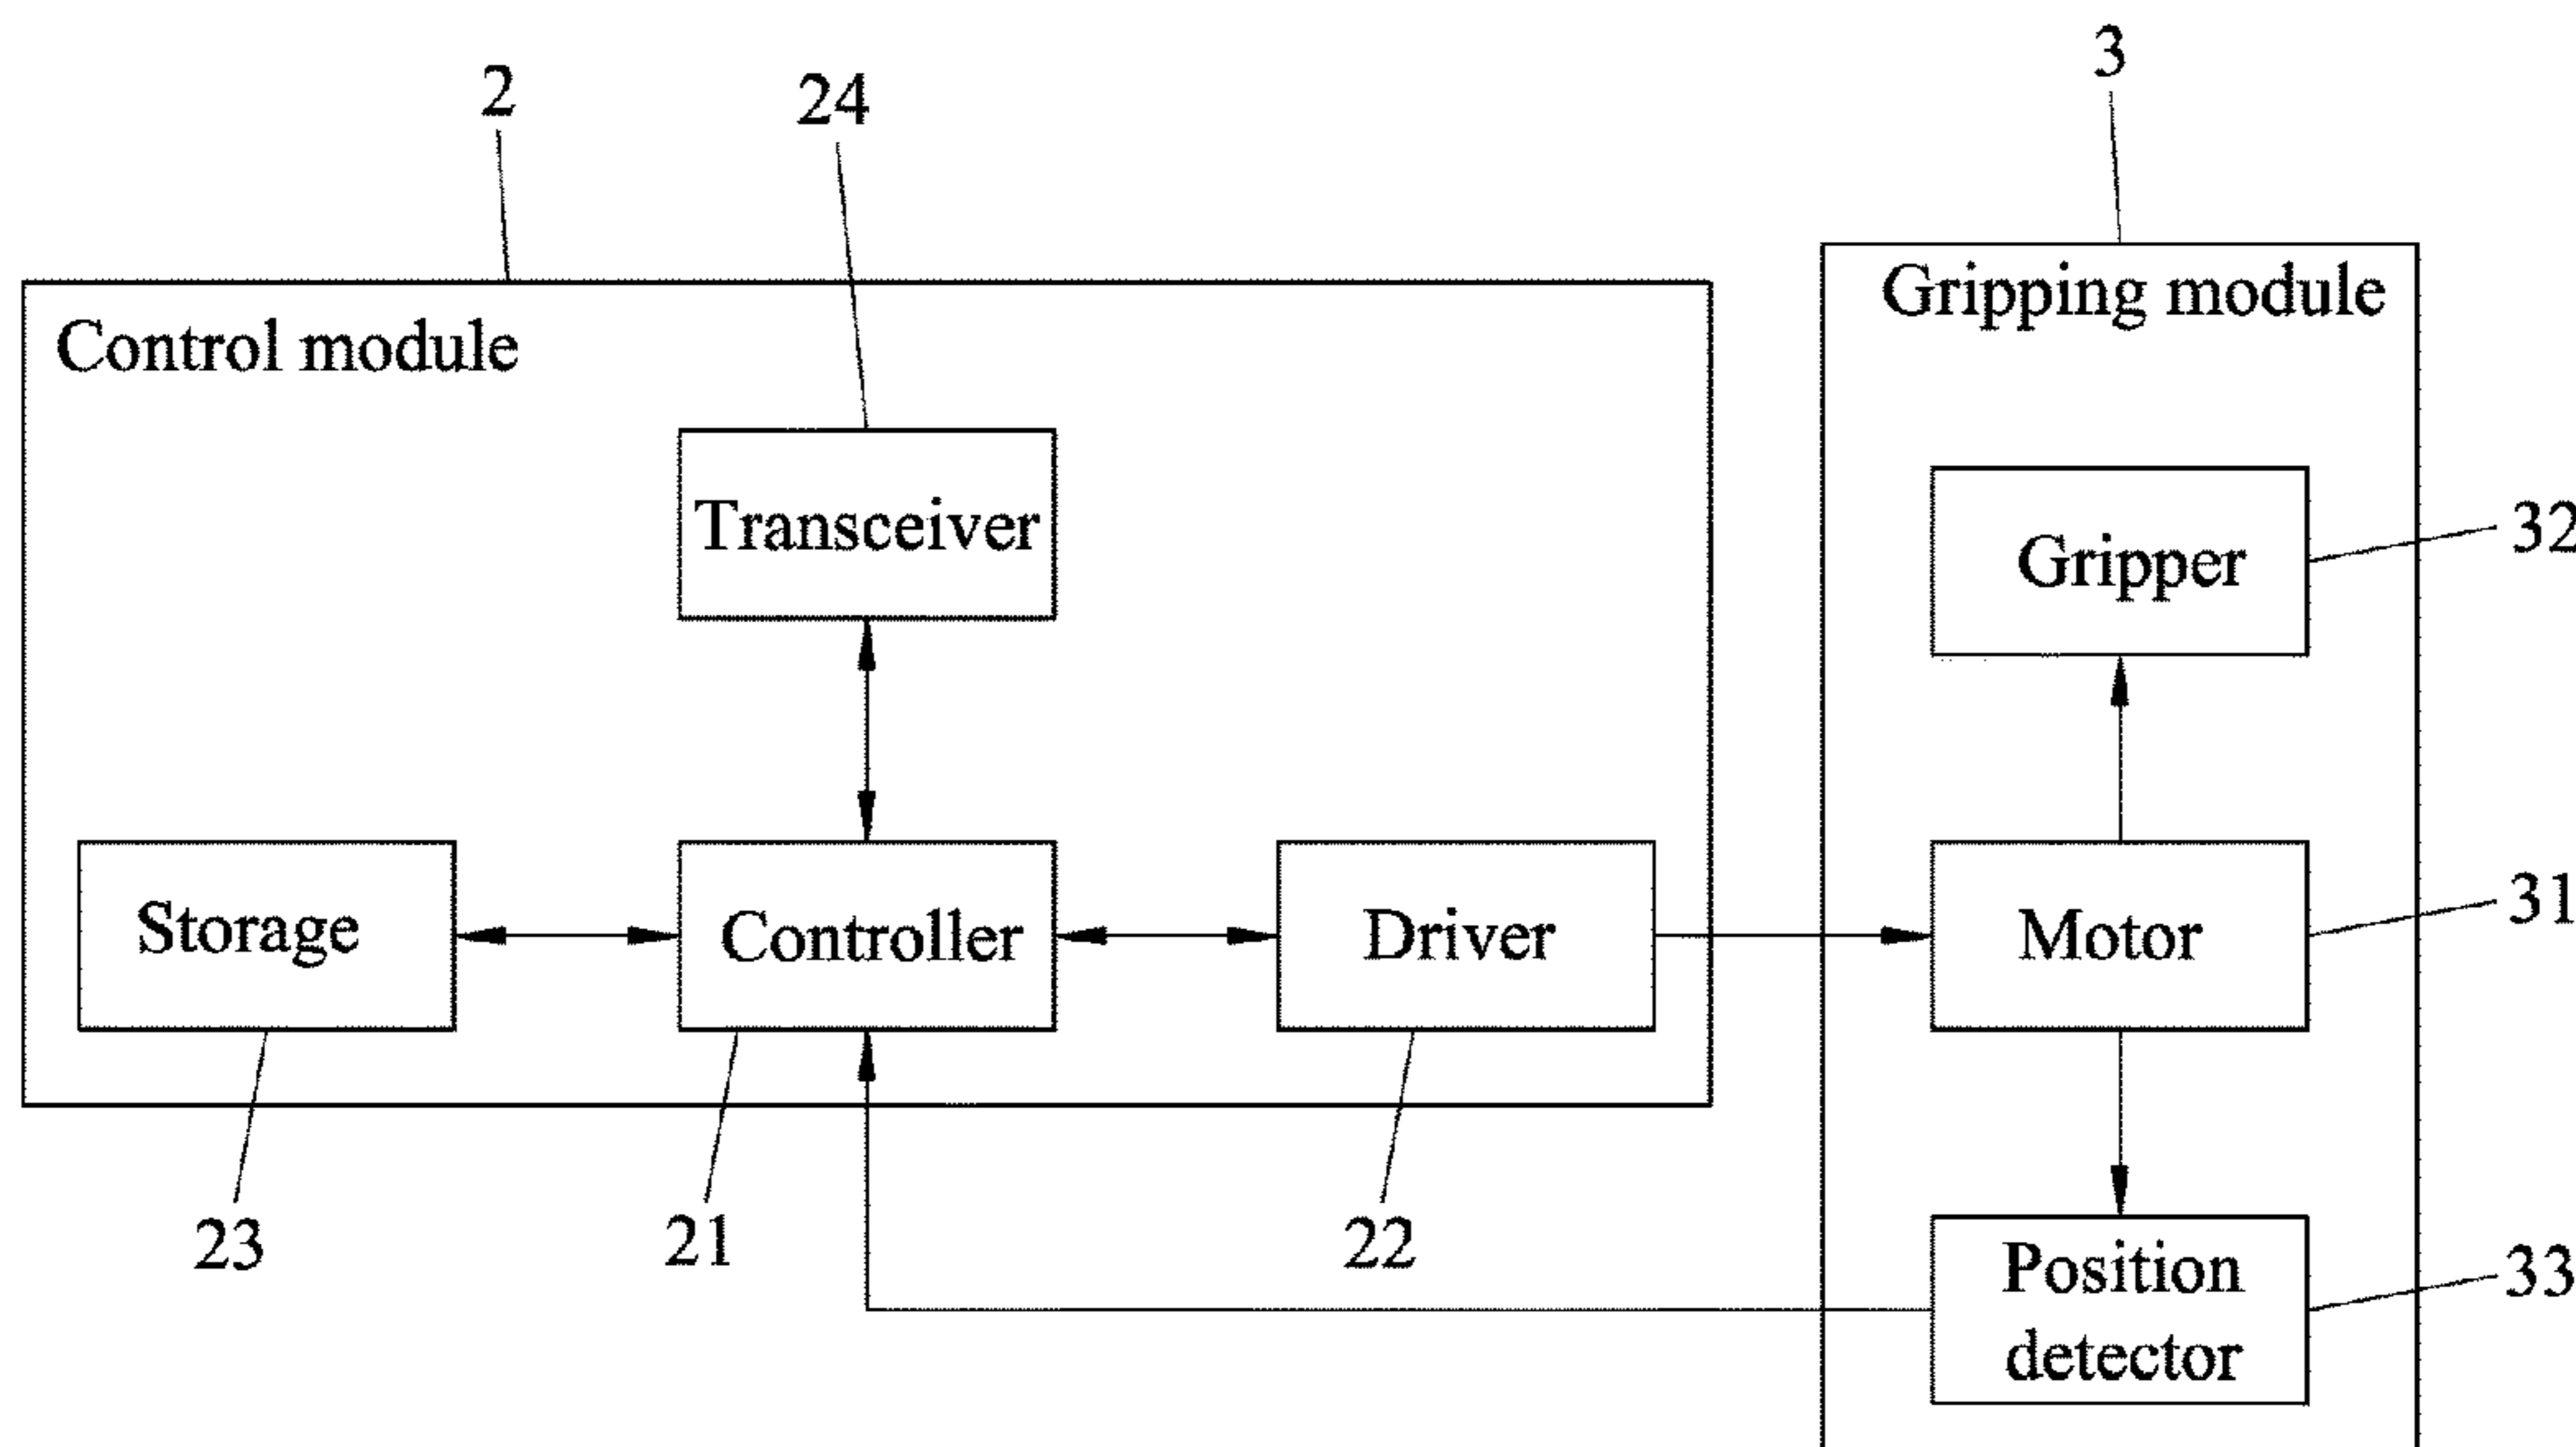 3
2
24
Gripping module
Control module
Transceiver
32
Gripper
31
Storage
Controller
Driver
Motor
23
21
22
Position
detector
33